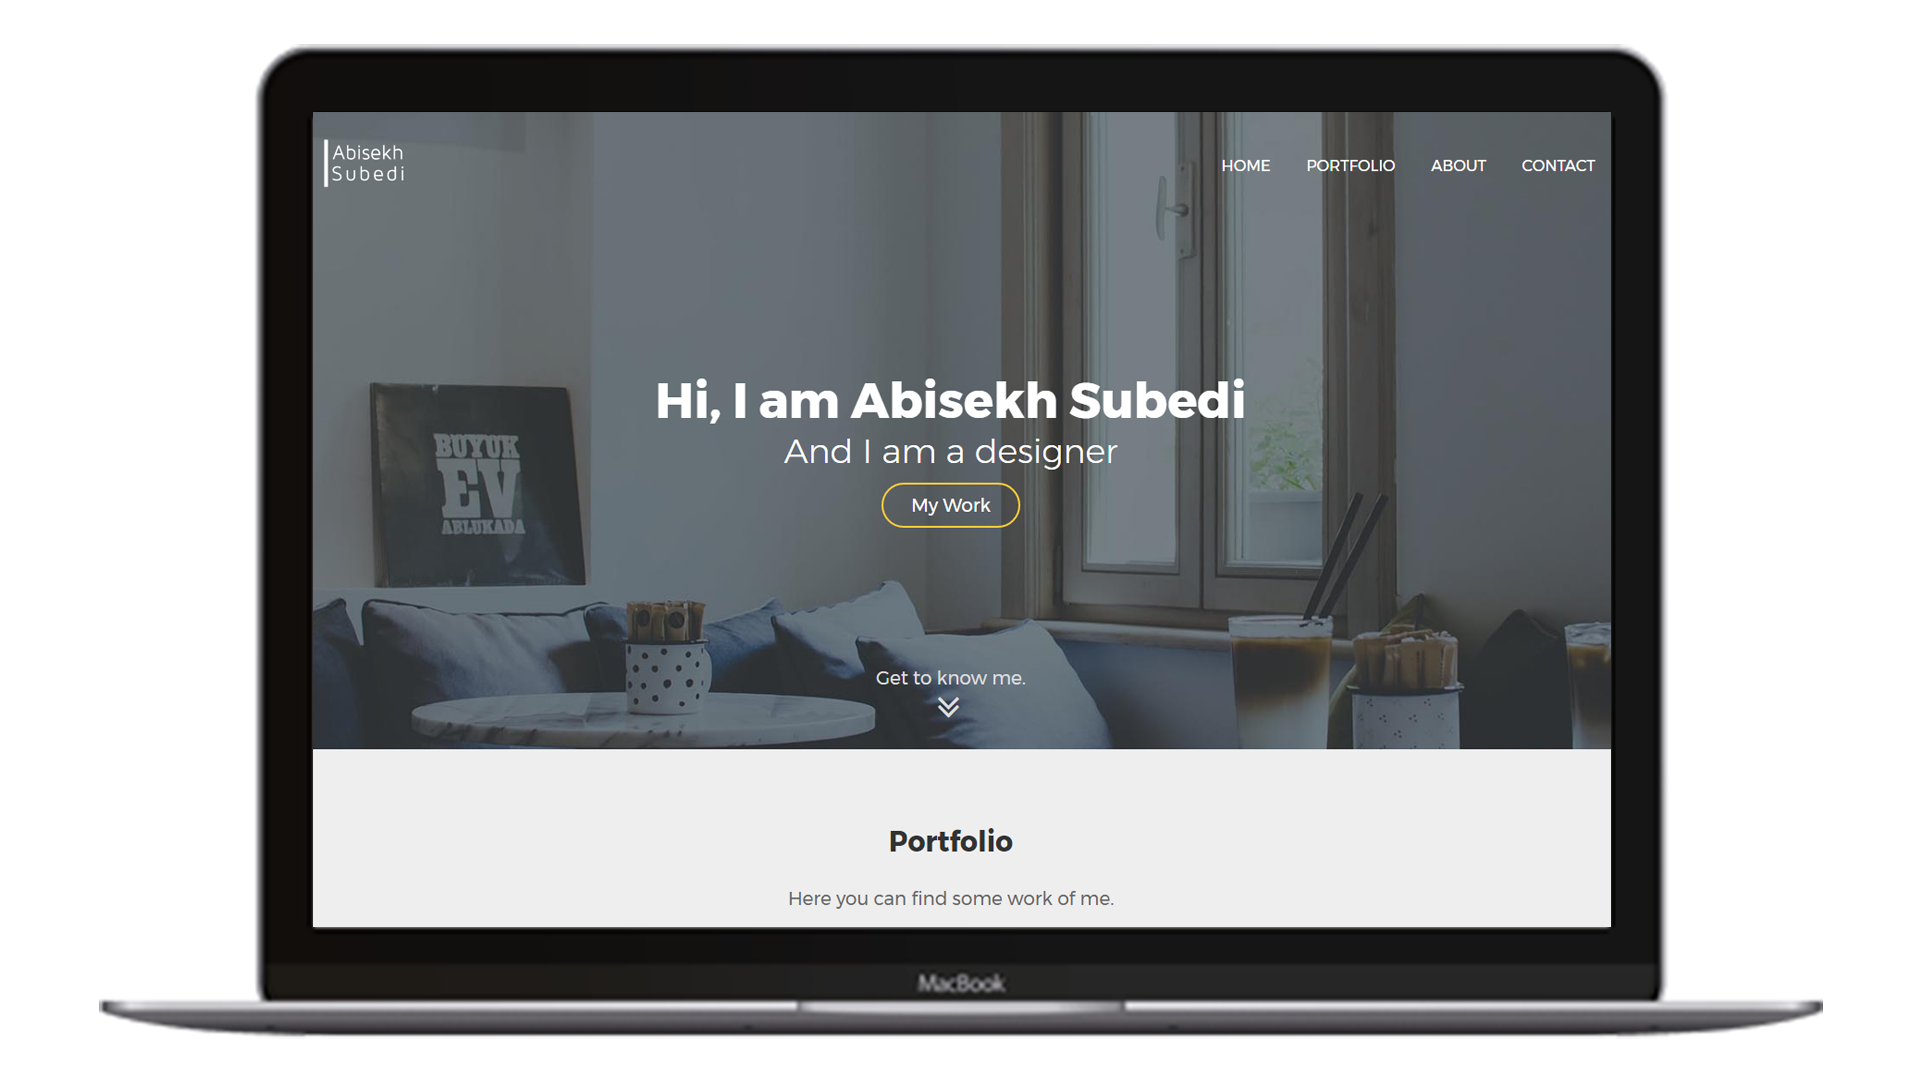 Abisekh
Subedi
HOME PORTFOLIO ABOUT CONTACT
Hi, I am Abisekh Subedi
And I am a designer
My Work
BUYUK
EV
ABLUKADA
Get to know me.
Portfolio
Here you can find some work of me.
MacBook